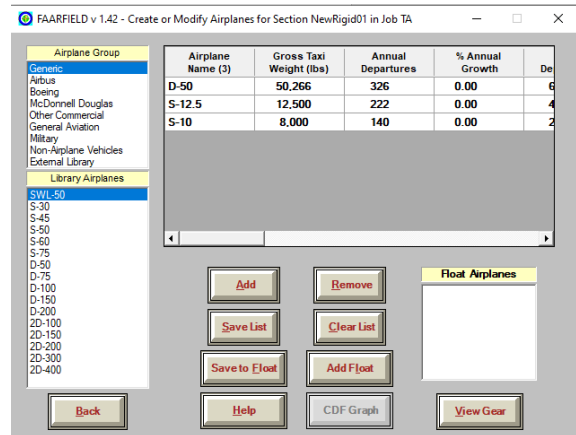 FAARFIELD v 1.42 - Create or Modify Airplanes for Section NewRigid01 in Job TA
Airplane Group
Generic
Airbus
Boeing
McDonnell Douglas
Other Commercial
General Aviation
Military
Non-Airplane Vehicles
External Library
Library Airplanes
SWL-50
S-30
S-45
S-50
S-60
S-75
D-50
D-75
D-100
D-150
D-200
2D-100
2D-150
2D-200
2D-300
2D-400
Airplane Name (3) Gross Taxi Weight (lbs) Annual Departures % Annual Growth De
D-50 50,266 326 0.00 6
S-12.5 12,500 222 0.00 4
S-10 8,000 140 0.00 2
Add Remove
Save List Clear List
Save to Float Add Float
Help CDF Graph
Float Airplanes
Back
View Gear